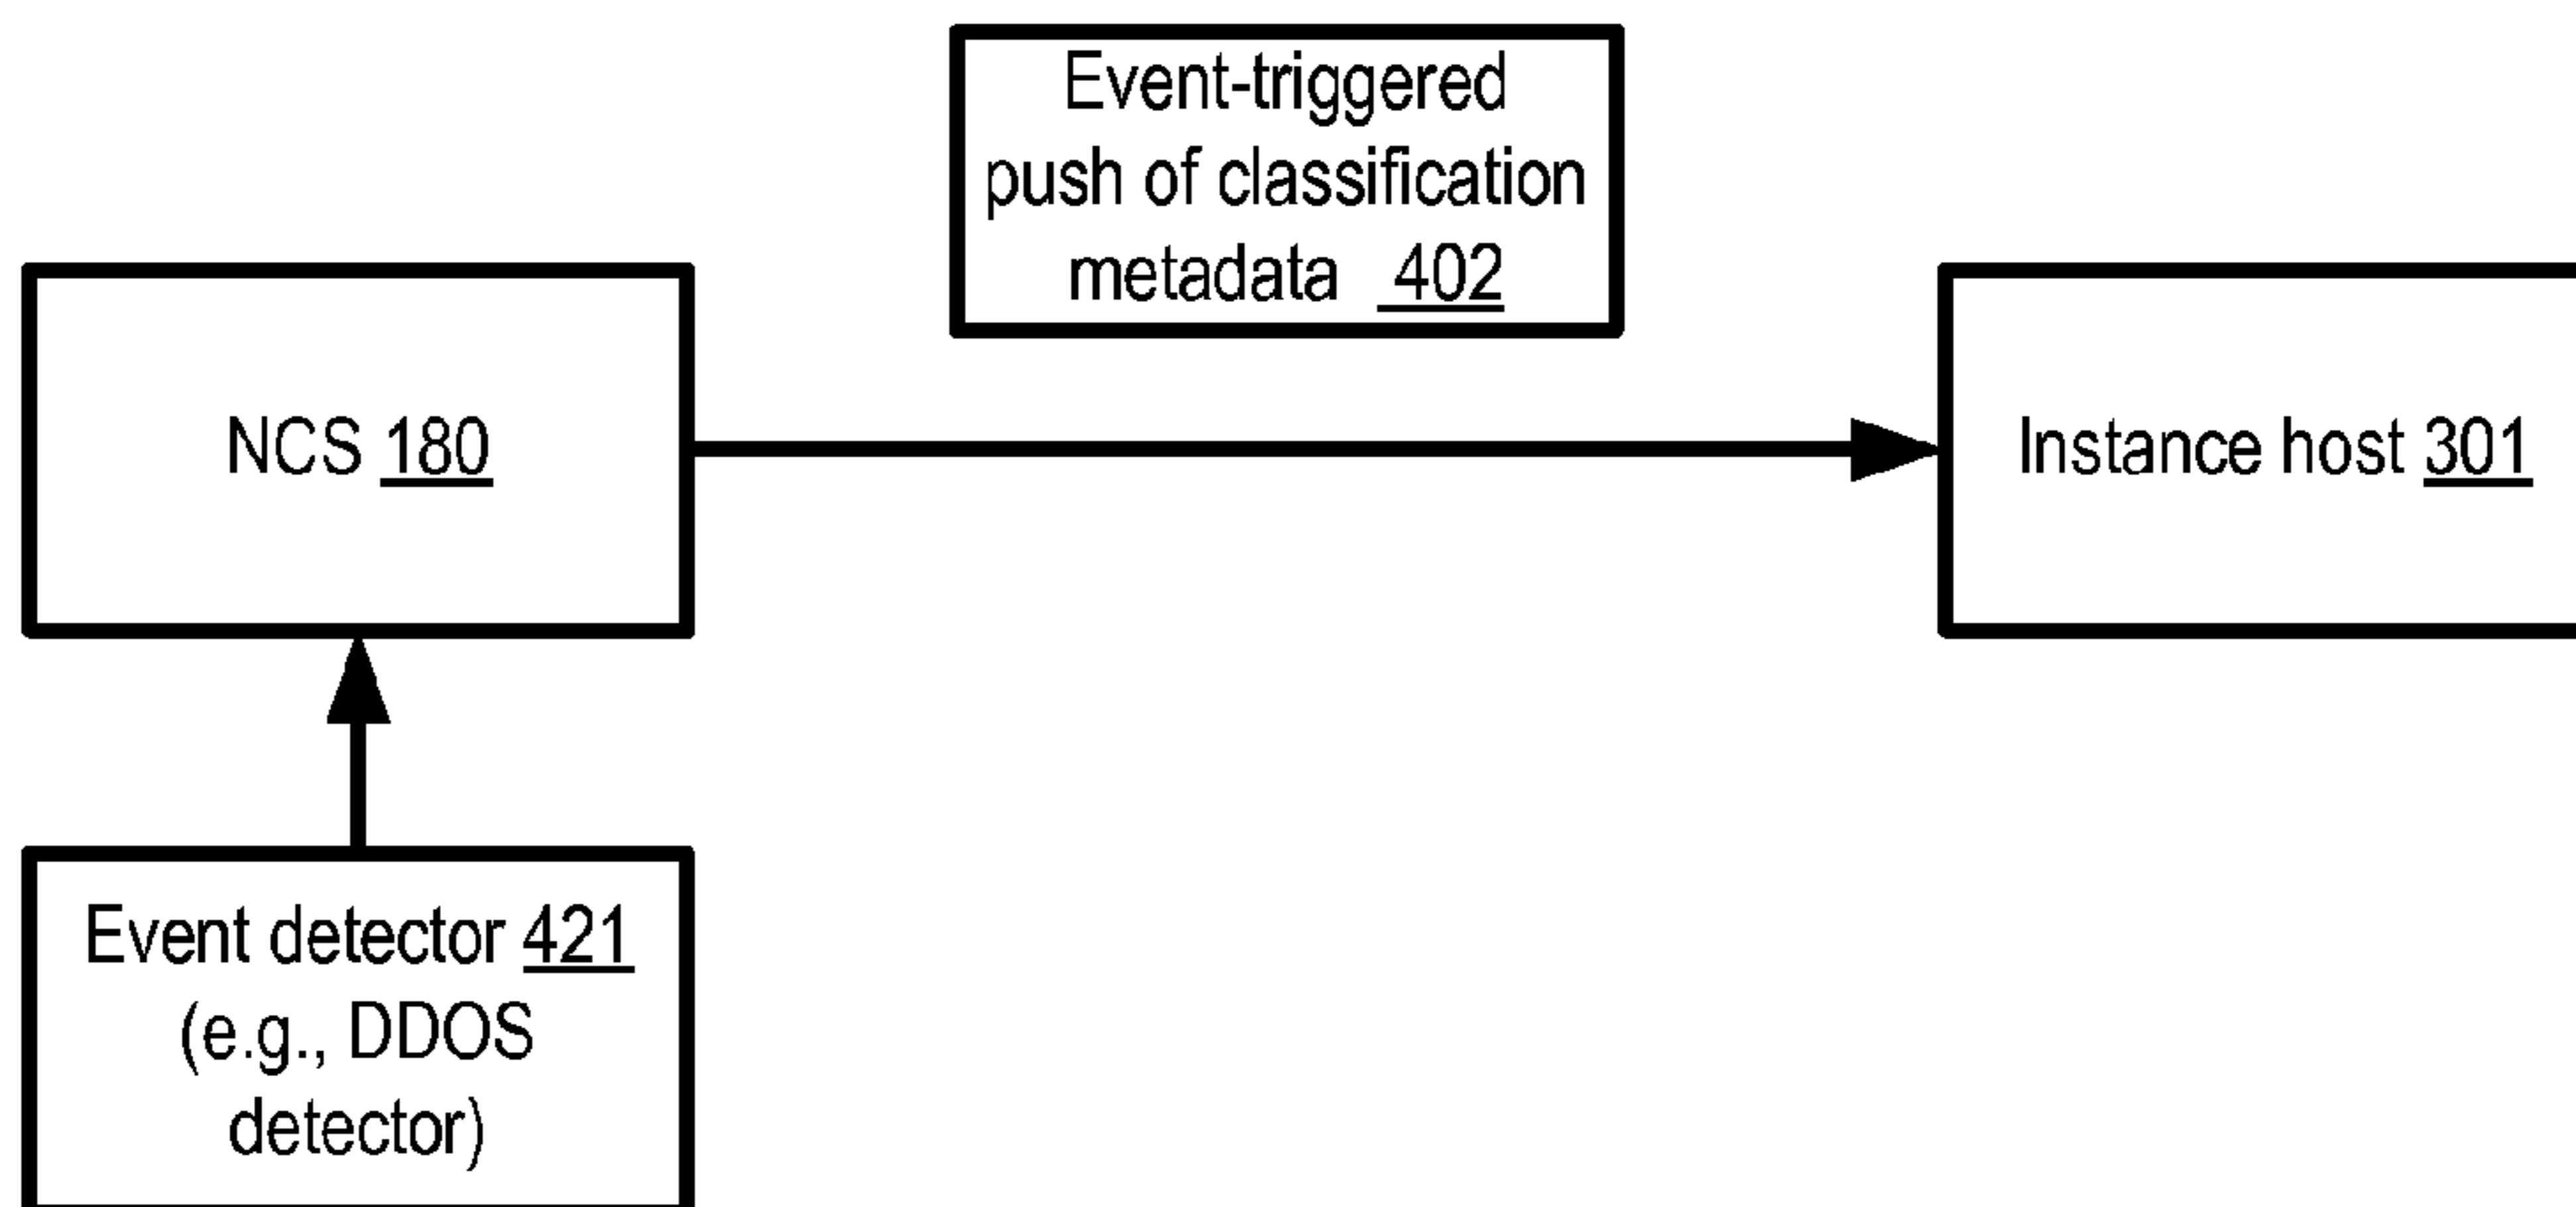 Event-triggered
push of classification
metadata 402
NCS 180
Instance host 301
Event detector 421
(e.g., DDOS
detector)